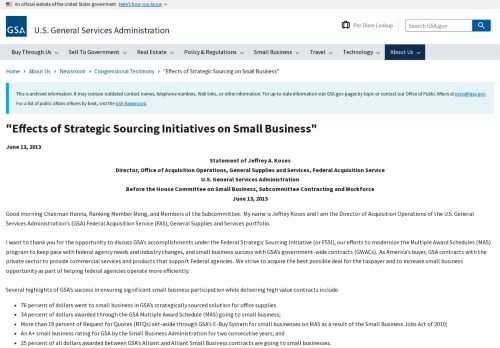 An official website of the United States government Here's how you know
GSA U.S. General Services Administration
Per Diem Lookup
Search GSA.gov
Buy Through Us Sell To Government Real Estate Policy & Regulations Small Business Travel Technology About Us
Home › About Us › Newsroom › Congressional Testimony › "Effects of Strategic Sourcing on Small Business"
This is archived information. It may contain outdated contact names, telephone numbers, Web links, or other information. For up-to-date information visit GSA.gov pages by topic or contact our Office of Public Affairs at press@gsa.gov.
For a list of public affairs officers by beat, visit the GSA Newsroom.
"Effects of Strategic Sourcing Initiatives on Small Business"
June 13, 2013
Statement of Jeffrey A. Koses
Director, Office of Acquisition Operations, General Supplies and Services, Federal Acquisition Service
U.S. General Services Administration
Before the House Committee on Small Business, Subcommittee Contracting and Workforce
June 13, 2013
Good morning Chairman Hanna, Ranking Member Meng, and Members of the Subcommittee. My name is Jeffrey Koses and I am the Director of Acquisition Operations of the U.S. General
Services Administration's (GSA) Federal Acquisition Service (FAS), General Supplies and Services portfolio.
I want to thank you for the opportunity to discuss GSA's accomplishments under the Federal Strategic Sourcing Initiative (or FSSI), our efforts to modernize the Multiple Award Schedules (MAS)
program to keep pace with federal agency needs and industry changes, and small business success with GSA's government-wide contracts (GWACs). As America's buyer, GSA contracts with the
private sector to provide commercial services and products that support Federal agencies. We strive to acquire the best possible deal for the taxpayer and to increase small business
opportunity as part of helping federal agencies operate more efficiently.
Several highlights of GSA's success in ensuring significant small business participation while delivering high value contracts include:
• 76 percent of dollars went to small business in GSA's strategically sourced solution for office supplies.
• 34 percent of dollars awarded through the GSA Multiple Award Schedule (MAS) going to small business;
• More than 19 percent of Request for Quotes (RFQs) set-aside through GSA's E-Buy System for small businesses on MAS as a result of the Small Business Jobs Act of 2010;
• An A+ small business rating for GSA by the Small Business Administration for two consecutive years; and
• 25 percent of all dollars awarded between GSA's Alliant and Alliant Small Business contracts are going to small businesses.